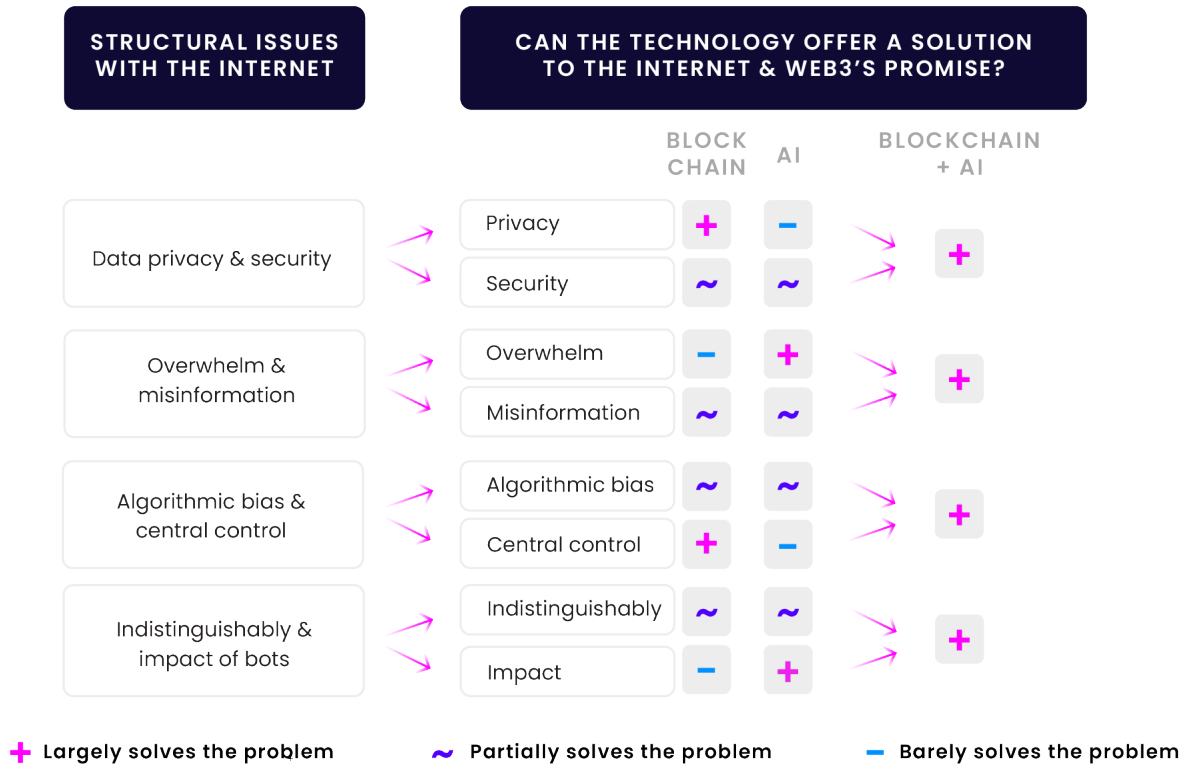 STRUCTURAL ISSUES
WITH THE INTERNET
CAN THE TECHNOLOGY OFFER A SOLUTION
TO THE INTERNET & WEB3’S PROMISE?
BLOCK
CHAIN
AI
BLOCKCHAIN
+ AI
Data privacy & security
Privacy + −
Security ~ ~
+
Overwhelm &
misinformation
Overwhelm − +
Misinformation ~ ~
+
Algorithmic bias &
central control
Algorithmic bias ~ ~
Central control + −
+
Indistinguishably &
impact of bots
Indistinguishably ~ ~
Impact − +
+
+ Largely solves the problem
~ Partially solves the problem
− Barely solves the problem